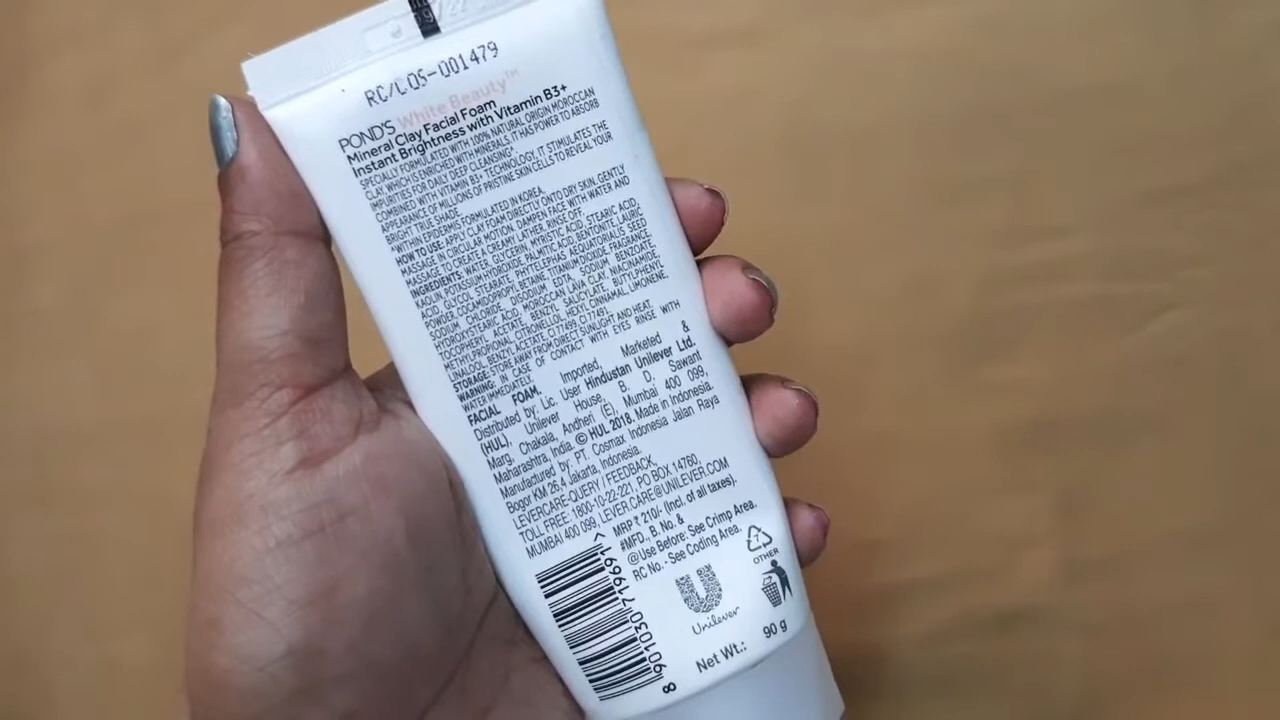 RC/L 05-001479
POND'S White Beauty™
Mineral Clay Facial Foam
Instant Brightness with Vitamin B3+
SPECIALLY FORMULATED WITH 100% NATURAL ORIGIN MOROCCAN
CLAY, WHICH IS ENRICHED WITH MINERALS, IT HAS POWER TO ABSORB
IMPURITIES FOR DAILY DEEP CLEANSING*.
COMBINED WITH VITAMIN B3+ TECHNOLOGY, IT STIMULATES THE
APPEARANCE OF MILLIONS OF PRISTINE SKIN CELLS TO REVEAL YOUR
BRIGHT TRUE SHADE.
*WITHIN EPIDERMIS FORMULATED IN KOREA
HOW TO USE: APPLY CLAY FOAM DIRECTLY ONTO DRY SKIN, GENTLY
MASSAGE IN CIRCULAR MOTION. DAMPEN FACE WITH WATER AND
MASSAGE TO CREATE A CREAMY LATHER. RINSE OFF.
INGREDIENTS: WATER, GLYCERIN, MYRISTIC ACID, STEARIC ACID,
KAOLIN, POTASSIUM HYDROXIDE, PALMITIC ACID, BENTONITE, LAURIC
ACID, GLYCOL STEARATE, PHYTELEPHAS AEQUATORIALIS SEED
POWDER, COCAMIDOPROPYL BETAINE, TITANIUM DIOXIDE, FRAGRANCE,
SODIUM CHLORIDE, DISODIUM EDTA, SODIUM BENZOATE,
HYDROXYSTEARIC ACID, MOROCCAN LAVA CLAY, NIACINAMIDE,
TOCOPHERYL ACETATE, BENZYL SALICYLATE, BUTYLPHENYL
METHYLPROPIONAL, CITRONELLOL, HEXYL CINNAMAL, LIMONENE,
LINALOOL, BENZYL ACETATE, CI 77499, CI 77491.
STORAGE: STORE AWAY FROM DIRECT SUNLIGHT AND HEAT.
WARNING: IN CASE OF CONTACT WITH EYES RINSE WITH
WATER IMMEDIATELY.
FACIAL FOAM. Imported, Marketed &
Distributed by: Lic. User Hindustan Unilever Ltd.
(HUL), Unilever House, B. D. Sawant
Marg, Chakala, Andheri (E), Mumbai 400 099,
Maharashtra, India. © HUL 2018. Made in Indonesia.
Manufactured by: PT. Cosmax Indonesia Jalan Raya
Bogor KM 26,4 Jakarta, Indonesia.
LEVERCARE-QUERY / FEEDBACK,
TOLL FREE: 1800-10-22-221, PO BOX 14760,
MUMBAI 400 099, LEVER.CARE@UNILEVER.COM
MRP ₹ 210/- (Incl. of all taxes).
#MFD., B. No. &
@Use Before: See Crimp Area.
RC No. - See Coding Area.
8 901030 719691 >
OTHER
Unilever
Net Wt.: 90 g